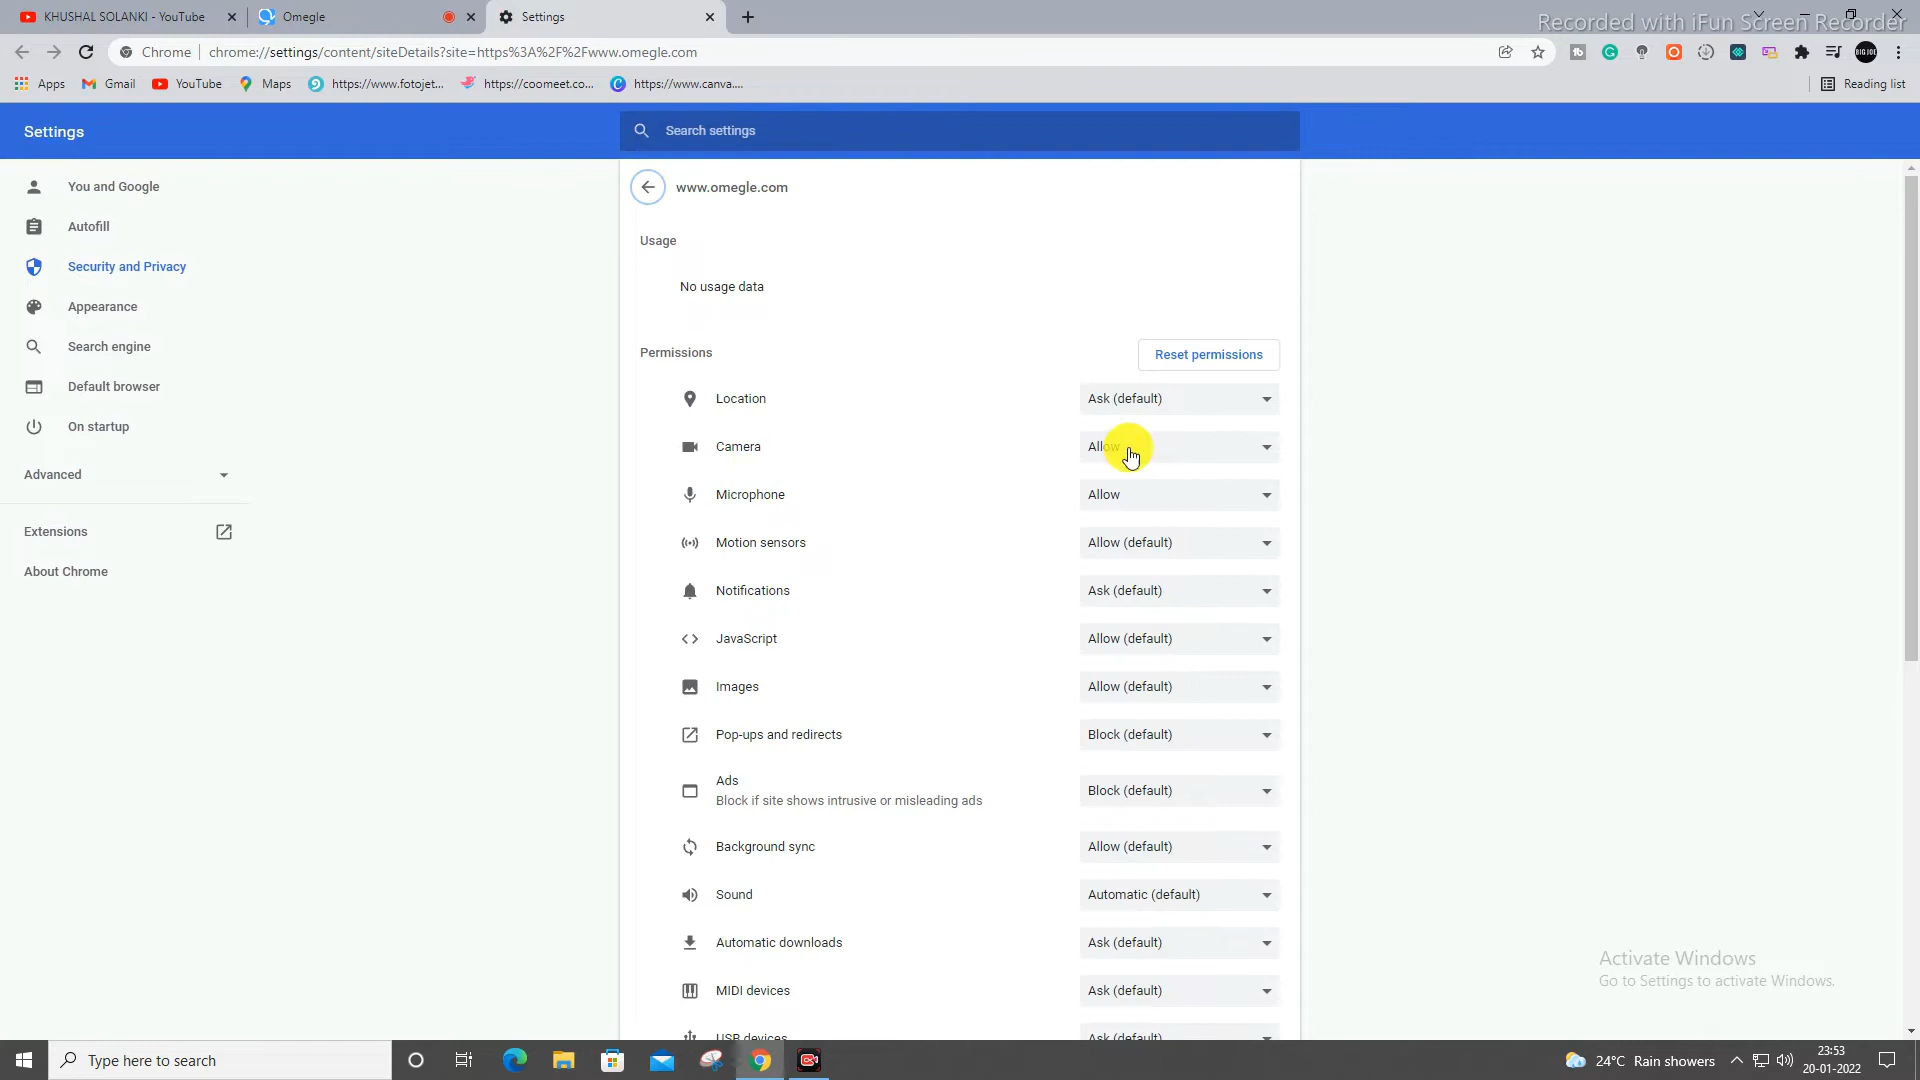 KHUSHAL SOLANKI - YouTube
Omegle
Settings
Recorded with iFun Screen Recorder
Chrome
chrome://settings/content/siteDetails?site=https%3A%2F%2Fwww.omegle.com
Apps
Gmail
YouTube
Maps
https://www.fotojet...
https://coomeet.co...
https://www.canva....
Reading list
Settings
Search settings
You and Google
Autofill
Security and Privacy
Appearance
Search engine
Default browser
On startup
Advanced
Extensions
About Chrome
www.omegle.com
Usage
No usage data
Permissions
Reset permissions
Location
Ask (default)
Camera
Allow
Microphone
Allow
Motion sensors
Allow (default)
Notifications
Ask (default)
JavaScript
Allow (default)
Images
Allow (default)
Pop-ups and redirects
Block (default)
Ads
Block if site shows intrusive or misleading ads
Block (default)
Background sync
Allow (default)
Sound
Automatic (default)
Automatic downloads
Ask (default)
MIDI devices
Ask (default)
USB devices
Ask (default)
Activate Windows
Go to Settings to activate Windows.
Type here to search
24°C Rain showers
23:53
20-01-2022